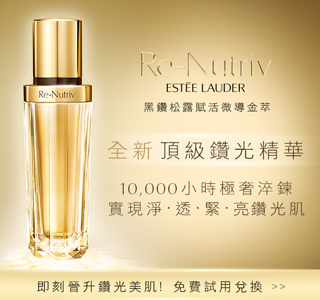 Re-Nutriv
Re-Nutriv
ESTĒE LAUDER
黑鑽松露賦活微導金萃
全新頂級鑽光精華
10,000小時極奢淬鍊
實現淨·透·緊·亮鑽光肌
即刻晉升鑽光美肌! 免費試用兌換 >>